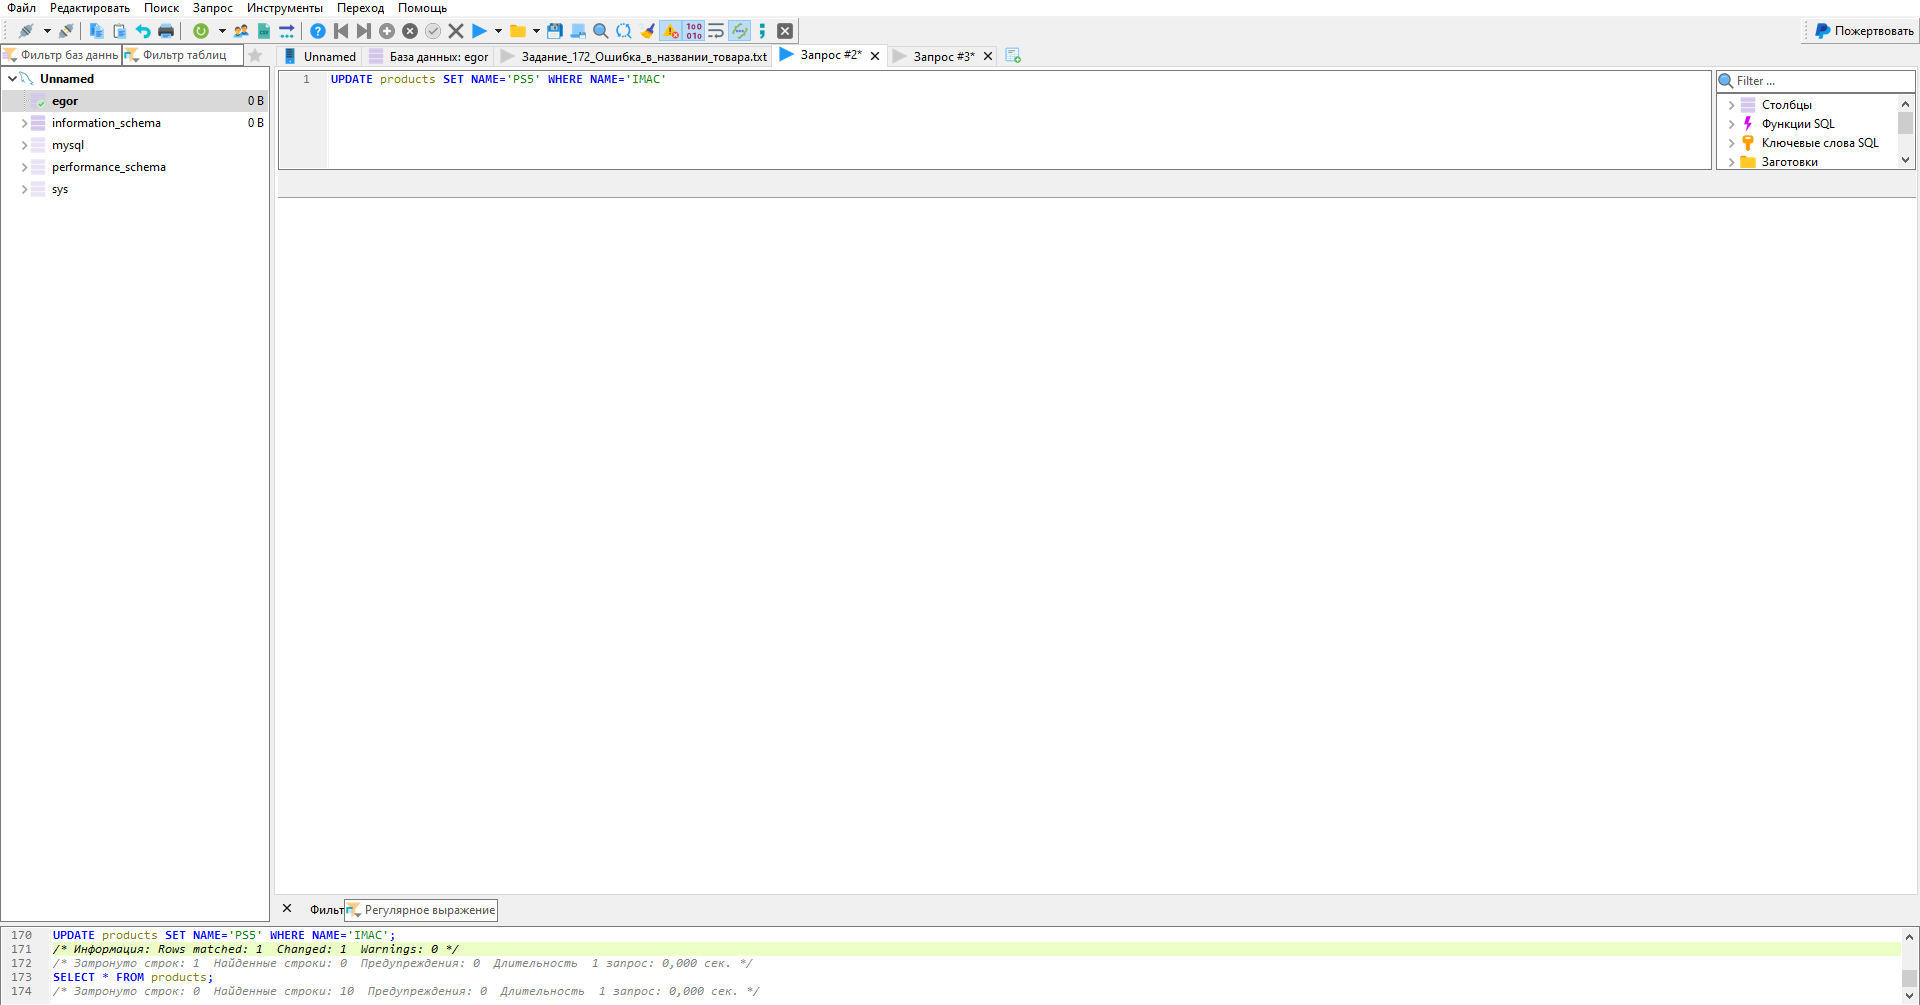 Файл Редактировать Поиск Запрос Инструменты Переход Помощь
Пожертвовать
Фильтр баз даннь Фильтр таблиц
Unnamed База данных: egor Задание_172_Ошибка_в_названии_товара.txt Запрос #2* Запрос #3*
Unnamed
egor 0 B
information_schema 0 B
mysql
performance_schema
sys
1 UPDATE products SET NAME='PS5' WHERE NAME='IMAC'
Filter ...
Столбцы
Функции SQL
Ключевые слова SQL
Заготовки
Фильт Регулярное выражение
170 UPDATE products SET NAME='PS5' WHERE NAME='IMAC';
171 /* Информация: Rows matched: 1 Changed: 1 Warnings: 0 */
172 /* Затронуто строк: 1 Найденные строки: 0 Предупреждения: 0 Длительность 1 запрос: 0,000 сек. */
173 SELECT * FROM products;
174 /* Затронуто строк: 0 Найденные строки: 10 Предупреждения: 0 Длительность 1 запрос: 0,000 сек. */